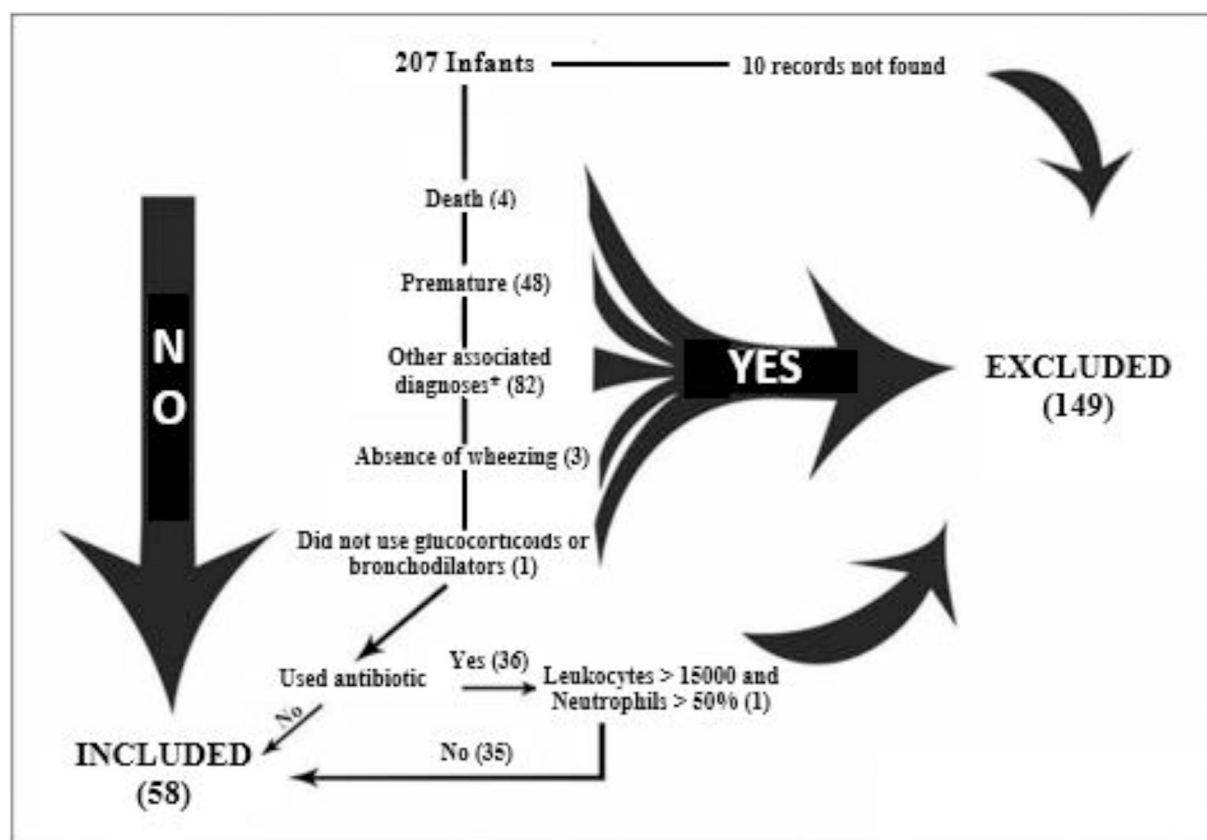 207 Infants
10 records not found
Death (4)
Premature (48)
Other associated
diagnoses* (82)
Absence of wheezing (3)
Did not use glucocorticoids or
bronchodilators (1)
N
O
YES
EXCLUDED
(149)
Used antibiotic
Yes (36)
Leukocytes > 15000 and
Neutrophils > 50% (1)
No
No (35)
INCLUDED
(58)